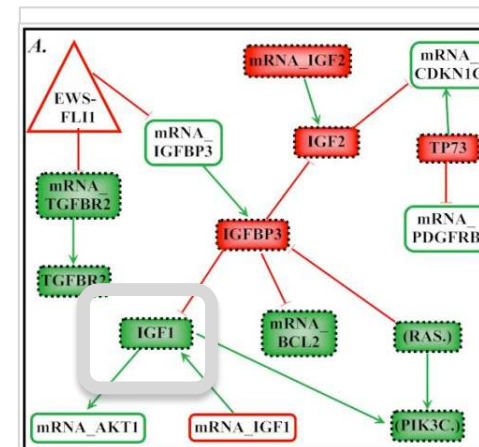 A.
EWS-
FLI1
mRNA_IGF2
mRNA_
CDKN1C
mRNA_
IGFBP3
IGF2
TP73
mRNA_
TGFBR2
IGFBP3
mRNA_
PDGFRB
TGFBR2
IGF1
mRNA_
BCL2
(RAS.)
mRNA_AKT1
mRNA_IGF1
(PIK3C.)